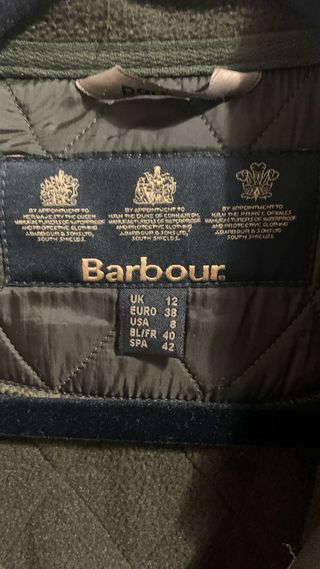 BY APPOINTMENT TO
HER MAJESTY THE QUEEN
MANUFACTURERS OF WATERPROOF
AND PROTECTIVE CLOTHING
J.BARBOUR & SONS LTD.
SOUTH SHIELDS.
BY APPOINTMENT TO
H.R.H. THE DUKE OF EDINBURGH
MANUFACTURERS OF WATERPROOF
AND PROTECTIVE CLOTHING
J.BARBOUR & SONS LTD.
SOUTH SHIELDS.
BY APPOINTMENT TO
H.R.H. THE PRINCE OF WALES
MANUFACTURERS OF WATERPROOF
AND PROTECTIVE CLOTHING
J.BARBOUR & SONS LTD.
SOUTH SHIELDS.
Barbour.
UK 12
EURO 38
USA 8
BL/FR 40
SPA 42